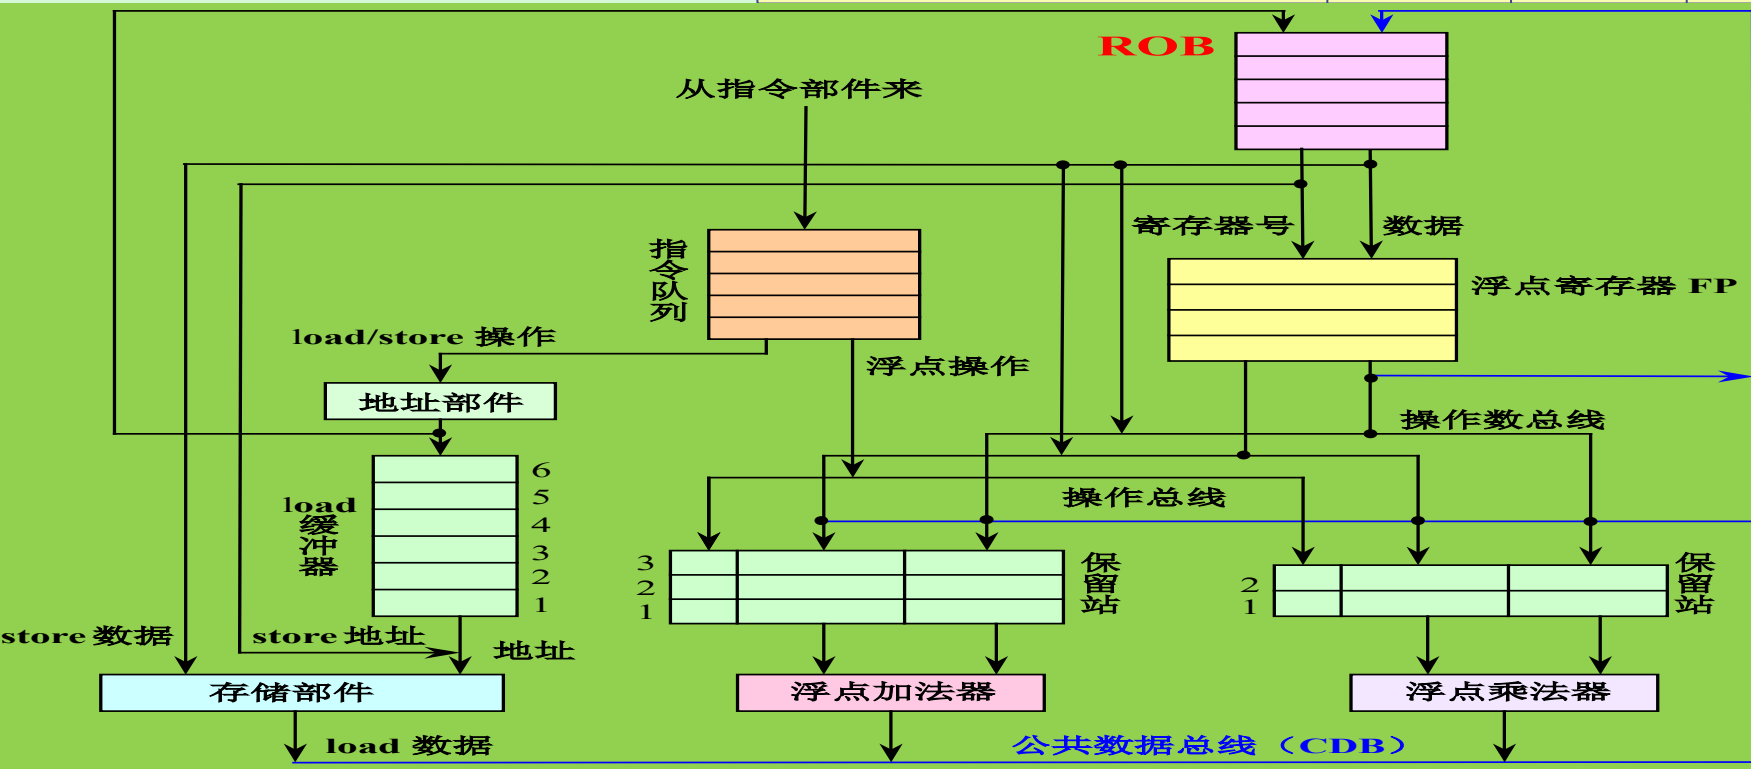 ROB
从指令部件来
寄存器号
数据
指令队列
浮点寄存器 FP
load/store 操作
浮点操作
地址部件
操作数总线
6
5
4
3
2
1
load
缓冲器
操作总线
3
2
1
保留站
2
1
保留站
store 数据
store 地址
地址
存储部件
浮点加法器
浮点乘法器
load 数据
公共数据总线（CDB）